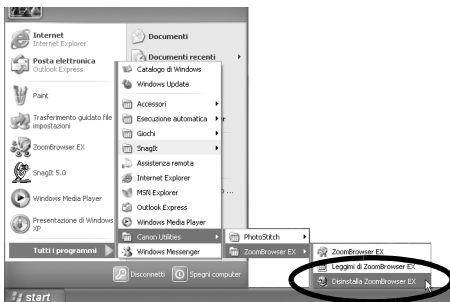 Internet
Internet Explorer
Posta elettronica
Outlook Express
Paint
Trasferimento guidato file
impostazioni
ZoomBrowser EX
SnagIt 5.0
Windows Media Player
Presentazione di Windows
XP
Tutti i programmi
Documenti
Documenti recenti
Catalogo di Windows
Windows Update
Accessori
Esecuzione automatica
Giochi
SnagIt
Assistenza remota
Internet Explorer
MSN Explorer
Outlook Express
Windows Media Player
Canon Utilities
Windows Messenger
PhotoStitch
ZoomBrowser EX
ZoomBrowser EX
Leggimi di ZoomBrowser EX
Disinstalla ZoomBrowser EX
Disconnetti
Spegni computer
start